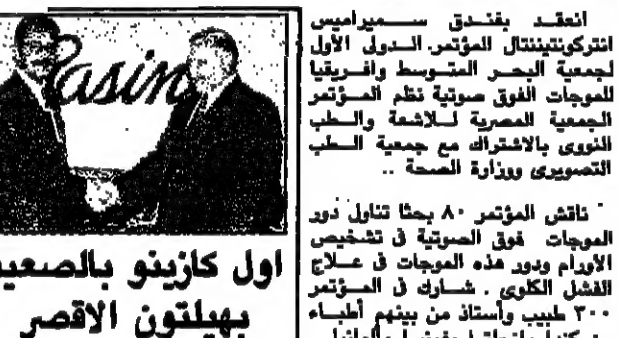 انعقد بفندق سميراميس
انتركونتيننتال المؤتمر الدولى الأول
لجمعية البحر المتوسط وافريقيا
للموجات الفوق صوتية نظم المؤتمر
الجمعية المصرية للاشعة والطب
النووى بالاشتراك مع جمعية الطب
التصويرى ووزارة الصحة ..
ناقش المؤتمر ٨٠ بحثا تناول دور
الموجات فوق الصوتية فى تشخيص
الأورام ودور هذه الموجات فى علاج
الفشل الكلوى . شارك فى المؤتمر
٣٠٠ طبيب وأستاذ من بينهم أطباء
Casin
اول كازينو بالصعيد
بهيلتون الاقصر